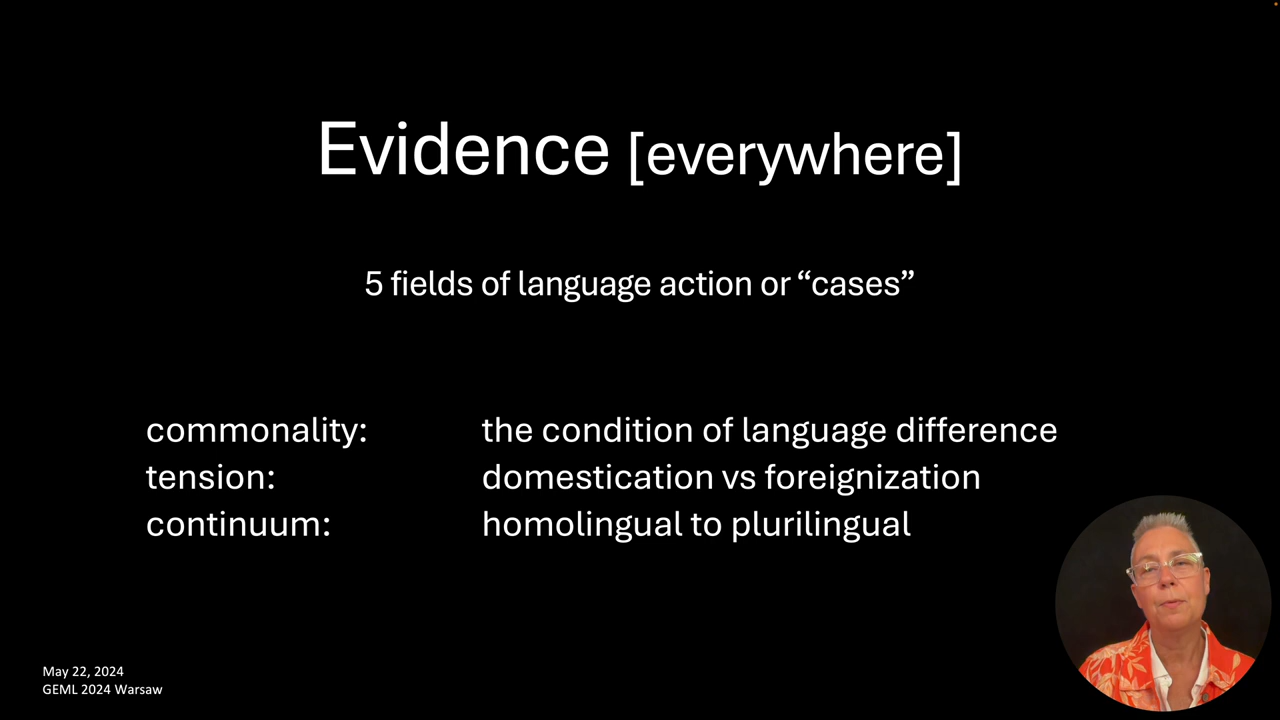 Evidence [everywhere]
5 fields of language action or “cases”
commonality: the condition of language difference
tension: domestication vs foreignization
continuum: homolingual to plurilingual
May 22, 2024
GEML 2024 Warsaw